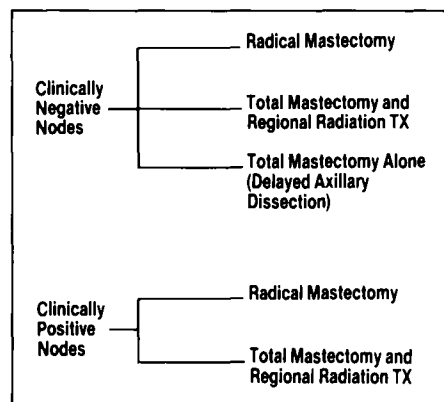 Radical Mastectomy
Clinically
Negative
Nodes
Total Mastectomy and
Regional Radiation TX
Total Mastectomy Alone
(Delayed Axillary
Dissection)
Clinically
Positive
Nodes
Radical Mastectomy
Total Mastectomy and
Regional Radiation TX